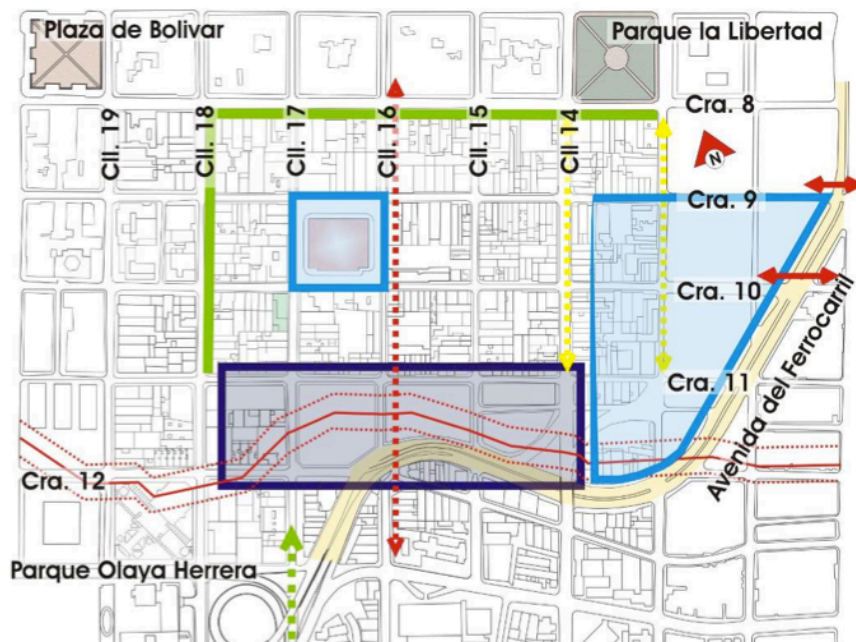 Plaza de Bolivar
Parque la Libertad
Cra. 8
Cll. 19
Cll. 18
Cll. 17
Cll. 16
Cll. 15
Cll 14
N
Cra. 9
Cra. 10
Cra. 11
Avenida del Ferrocarril
Cra. 12
Parque Olaya Herrera